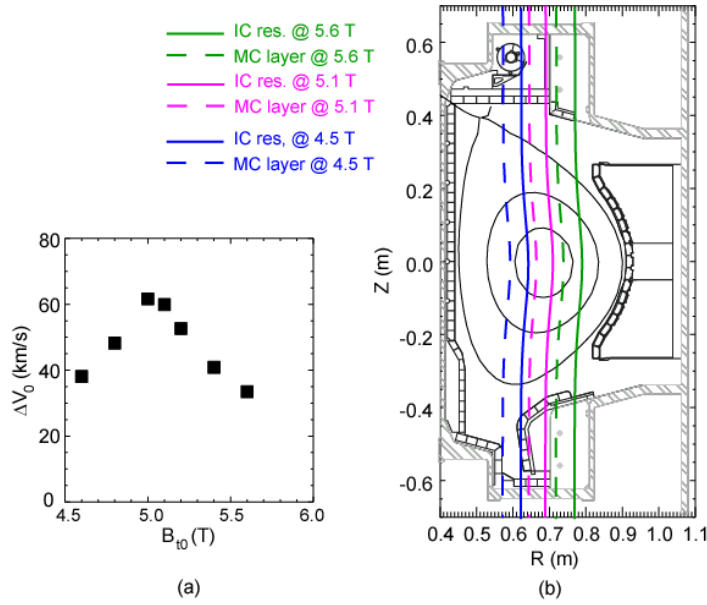 IC res. @ 5.6 T
MC layer @ 5.6 T
IC res. @ 5.1 T
MC layer @ 5.1 T
IC res, @ 4.5 T
MC layer @ 4.5 T
80
60
40
20
0
4.5 5.0 5.5 6.0
ΔV₀ (km/s)
Bt0 (T)
(a)
0.6
0.4
0.2
0.0
-0.2
-0.4
-0.6
0.4 0.5 0.6 0.7 0.8 0.9 1.0 1.1
Z (m)
R (m)
(b)